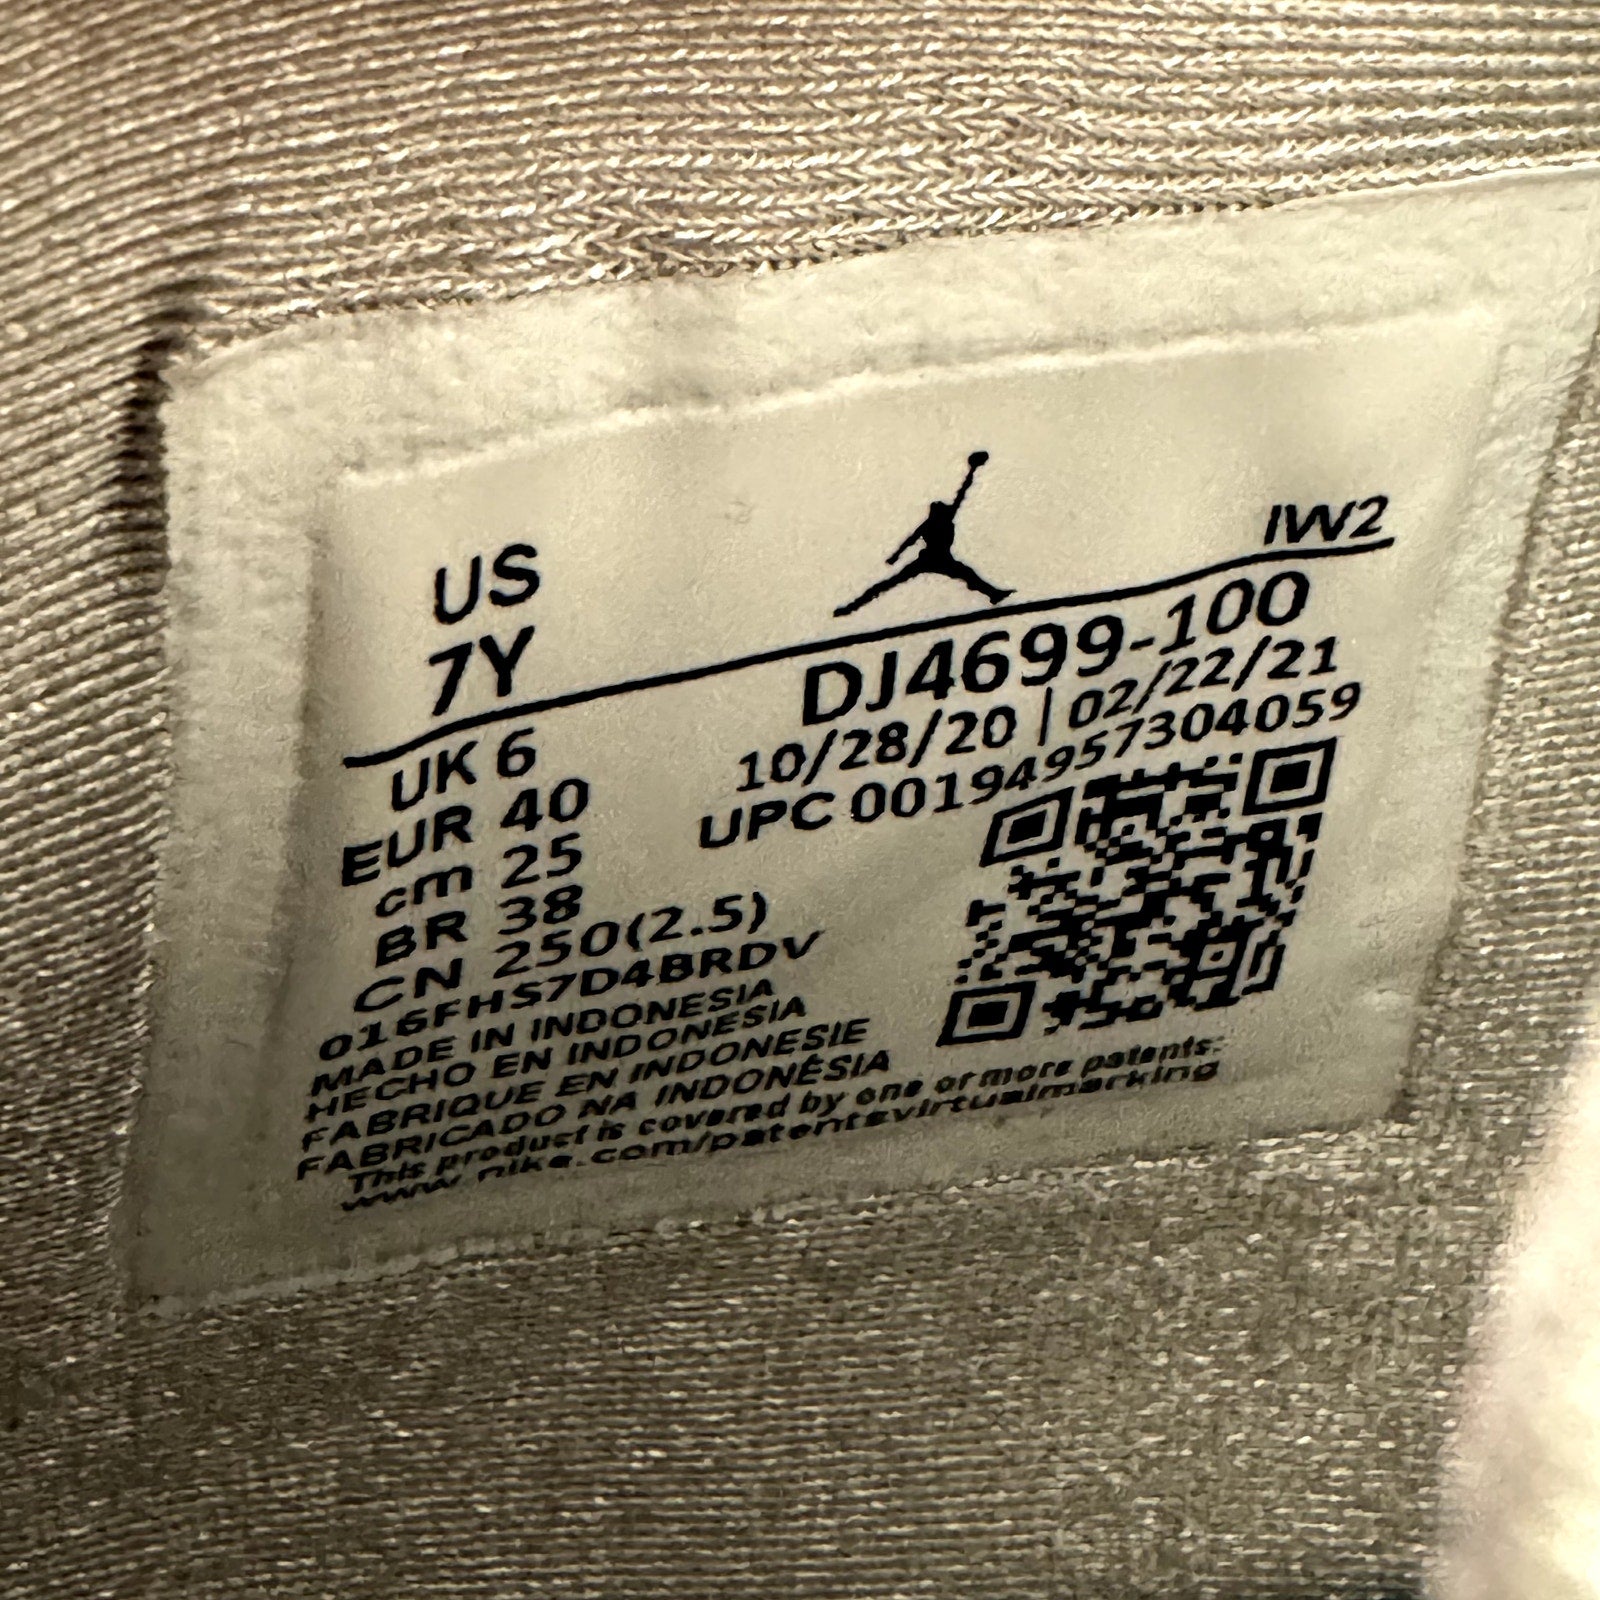 US
7Y
IW2
DJ4699-100
10/28/20 | 02/22/21
UPC 00194957304059
UK 6
EUR 40
cm 25
BR 38
CN 250(2.5)
016FHS7D4BRDV
MADE IN INDONESIA
HECHO EN INDONESIA
FABRIQUE EN INDONESIE
FABRICADO NA INDONÉSIA
This product is covered by one or more patents:
www.nike.com/patentsvirtualmarking